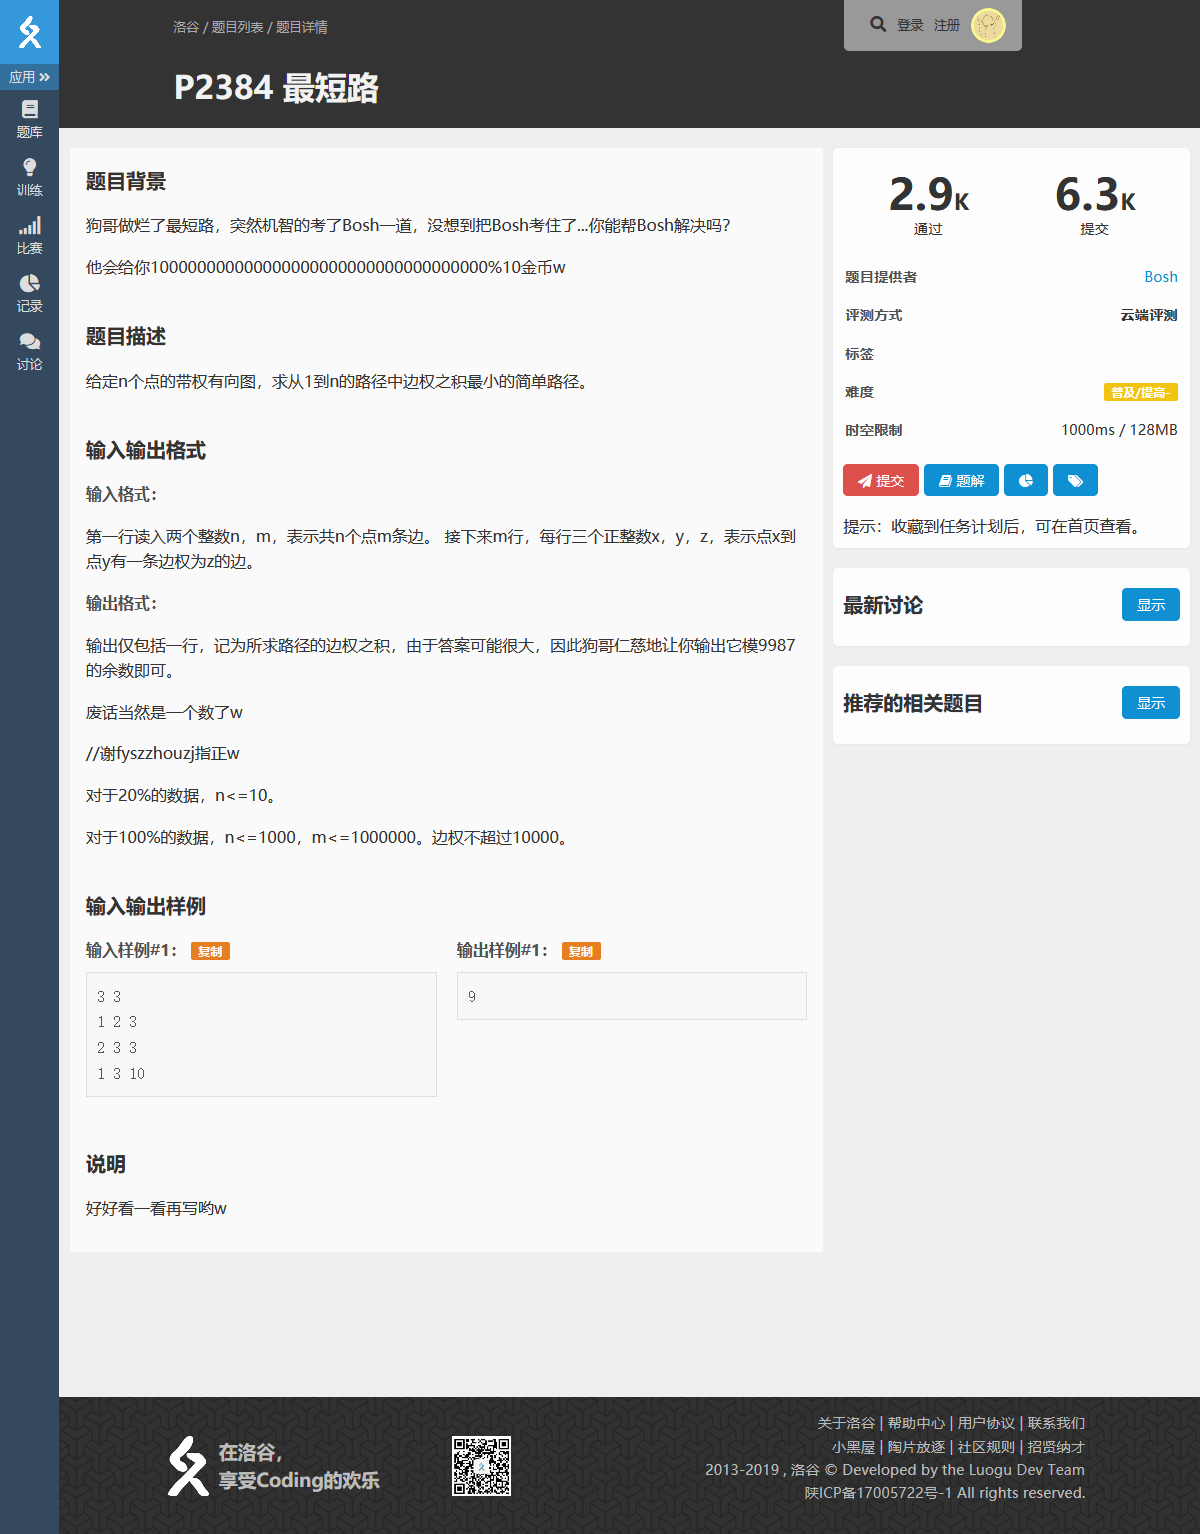 洛谷 / 题目列表 / 题目详情
登录 注册
P2384 最短路
应用
题库
训练
比赛
记录
讨论
题目背景
狗哥做烂了最短路，突然机智的考了Bosh一道，没想到把Bosh考住了...你能帮Bosh解决吗？
他会给你100000000000000000000000000000000000000%10金币w
题目描述
给定n个点的带权有向图，求从1到n的路径中边权之积最小的简单路径。
输入输出格式
输入格式：
第一行读入两个整数n，m，表示共n个点m条边。 接下来m行，每行三个正整数x，y，z，表示点x到
点y有一条边权为z的边。
输出格式：
输出仅包括一行，记为所求路径的边权之积，由于答案可能很大，因此狗哥仁慈地让你输出它模9987
的余数即可。
废话当然是一个数了w
//谢fyszzhouzj指正w
对于20%的数据，n<=10。
对于100%的数据，n<=1000，m<=1000000。边权不超过10000。
输入输出样例
输入样例#1： 复制
3 3
1 2 3
2 3 3
1 3 10
输出样例#1： 复制
9
说明
好好看一看再写哟w
2.9K
通过
6.3K
提交
题目提供者 Bosh
评测方式 云端评测
标签
难度 普及/提高-
时空限制 1000ms / 128MB
提交 题解
提示：收藏到任务计划后，可在首页查看。
最新讨论 显示
推荐的相关题目 显示
在洛谷，
享受Coding的欢乐
关于洛谷 | 帮助中心 | 用户协议 | 联系我们
小黑屋 | 陶片放逐 | 社区规则 | 招贤纳才
2013-2019 , 洛谷 © Developed by the Luogu Dev Team
陕ICP备17005722号-1 All rights reserved.